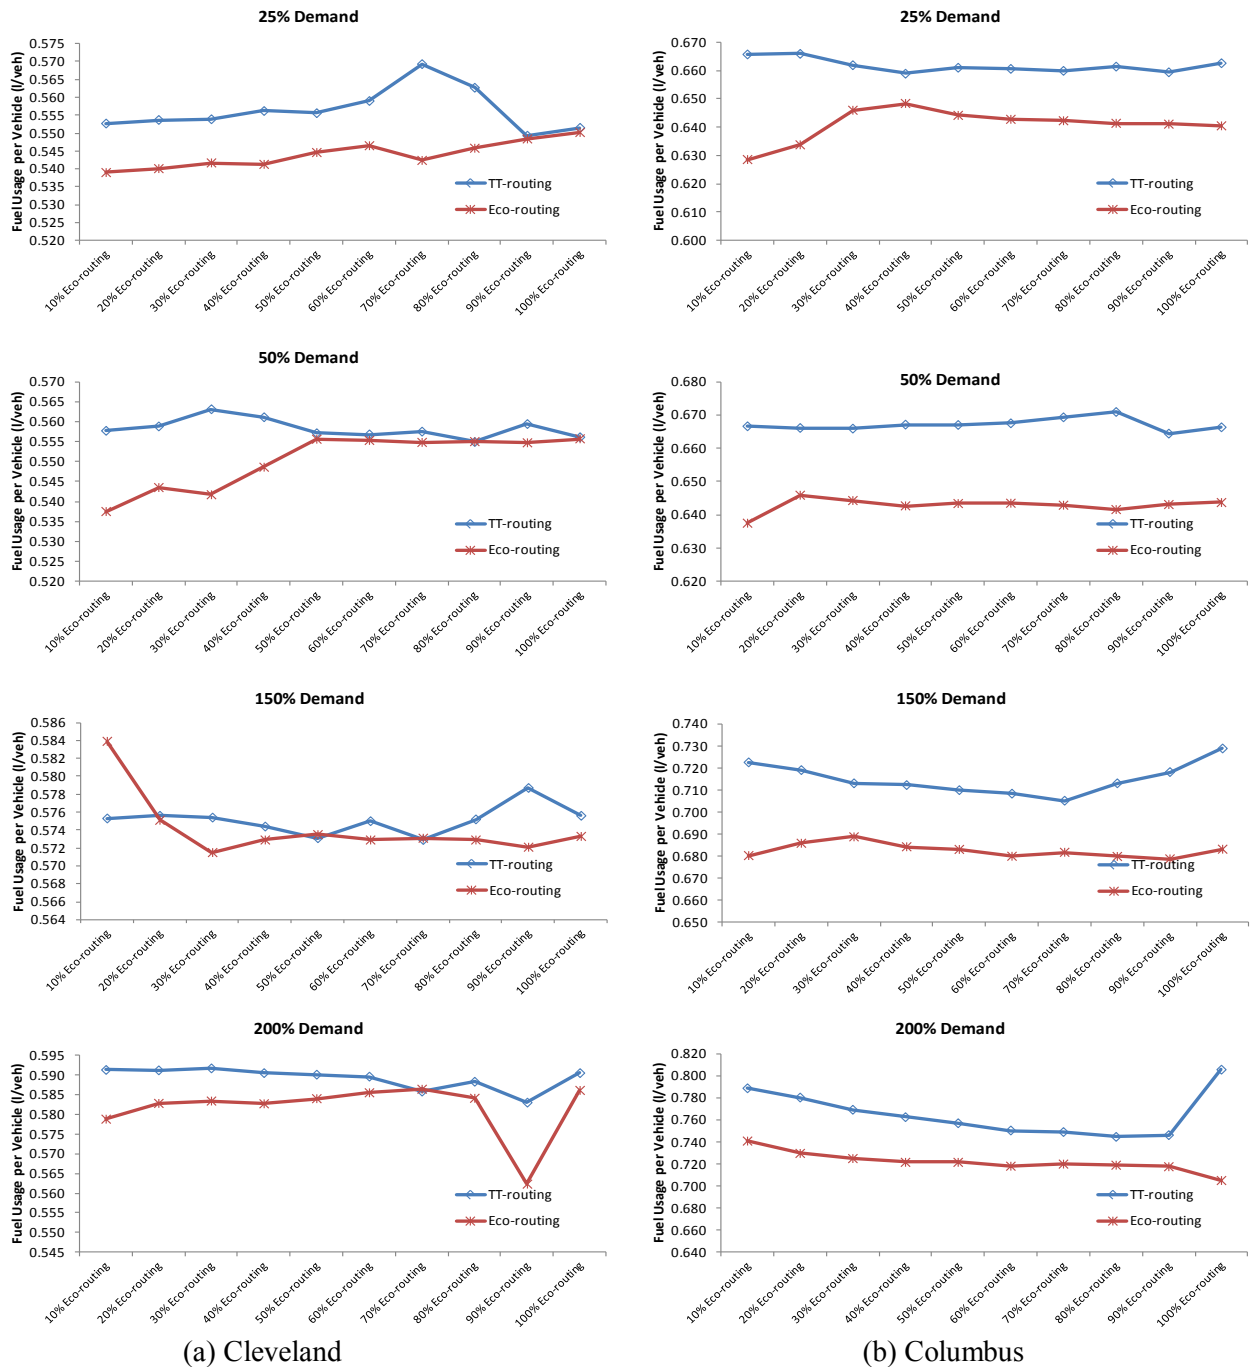 25% Demand
Fuel Usage per Vehicle (l/veh)
0.575
0.570
0.565
0.560
0.555
0.550
0.545
0.540
0.535
0.530
0.525
0.520
TT-routing
Eco-routing
10% Eco-routing
20% Eco-routing
30% Eco-routing
40% Eco-routing
50% Eco-routing
60% Eco-routing
70% Eco-routing
80% Eco-routing
90% Eco-routing
100% Eco-routing
25% Demand
Fuel Usage per Vehicle (l/veh)
0.670
0.660
0.650
0.640
0.630
0.620
0.610
0.600
TT-routing
Eco-routing
10% Eco-routing
20% Eco-routing
30% Eco-routing
40% Eco-routing
50% Eco-routing
60% Eco-routing
70% Eco-routing
80% Eco-routing
90% Eco-routing
100% Eco-routing
50% Demand
Fuel Usage per Vehicle (l/veh)
0.570
0.565
0.560
0.555
0.550
0.545
0.540
0.535
0.530
0.525
0.520
TT-routing
Eco-routing
10% Eco-routing
20% Eco-routing
30% Eco-routing
40% Eco-routing
50% Eco-routing
60% Eco-routing
70% Eco-routing
80% Eco-routing
90% Eco-routing
100% Eco-routing
50% Demand
Fuel Usage per Vehicle (l/veh)
0.680
0.670
0.660
0.650
0.640
0.630
0.620
TT-routing
Eco-routing
10% Eco-routing
20% Eco-routing
30% Eco-routing
40% Eco-routing
50% Eco-routing
60% Eco-routing
70% Eco-routing
80% Eco-routing
90% Eco-routing
100% Eco-routing
150% Demand
Fuel Usage per Vehicle (l/veh)
0.586
0.584
0.582
0.580
0.578
0.576
0.574
0.572
0.570
0.568
0.566
0.564
TT-routing
Eco-routing
10% Eco-routing
20% Eco-routing
30% Eco-routing
40% Eco-routing
50% Eco-routing
60% Eco-routing
70% Eco-routing
80% Eco-routing
90% Eco-routing
100% Eco-routing
150% Demand
Fuel Usage per Vehicle (l/veh)
0.740
0.730
0.720
0.710
0.700
0.690
0.680
0.670
0.660
0.650
TT-routing
Eco-routing
10% Eco-routing
20% Eco-routing
30% Eco-routing
40% Eco-routing
50% Eco-routing
60% Eco-routing
70% Eco-routing
80% Eco-routing
90% Eco-routing
100% Eco-routing
200% Demand
Fuel Usage per Vehicle (l/veh)
0.595
0.590
0.585
0.580
0.575
0.570
0.565
0.560
0.555
0.550
0.545
TT-routing
Eco-routing
10% Eco-routing
20% Eco-routing
30% Eco-routing
40% Eco-routing
50% Eco-routing
60% Eco-routing
70% Eco-routing
80% Eco-routing
90% Eco-routing
100% Eco-routing
200% Demand
Fuel Usage per Vehicle (l/veh)
0.820
0.800
0.780
0.760
0.740
0.720
0.700
0.680
0.660
0.640
TT-routing
Eco-routing
10% Eco-routing
20% Eco-routing
30% Eco-routing
40% Eco-routing
50% Eco-routing
60% Eco-routing
70% Eco-routing
80% Eco-routing
90% Eco-routing
100% Eco-routing
(a) Cleveland
(b) Columbus